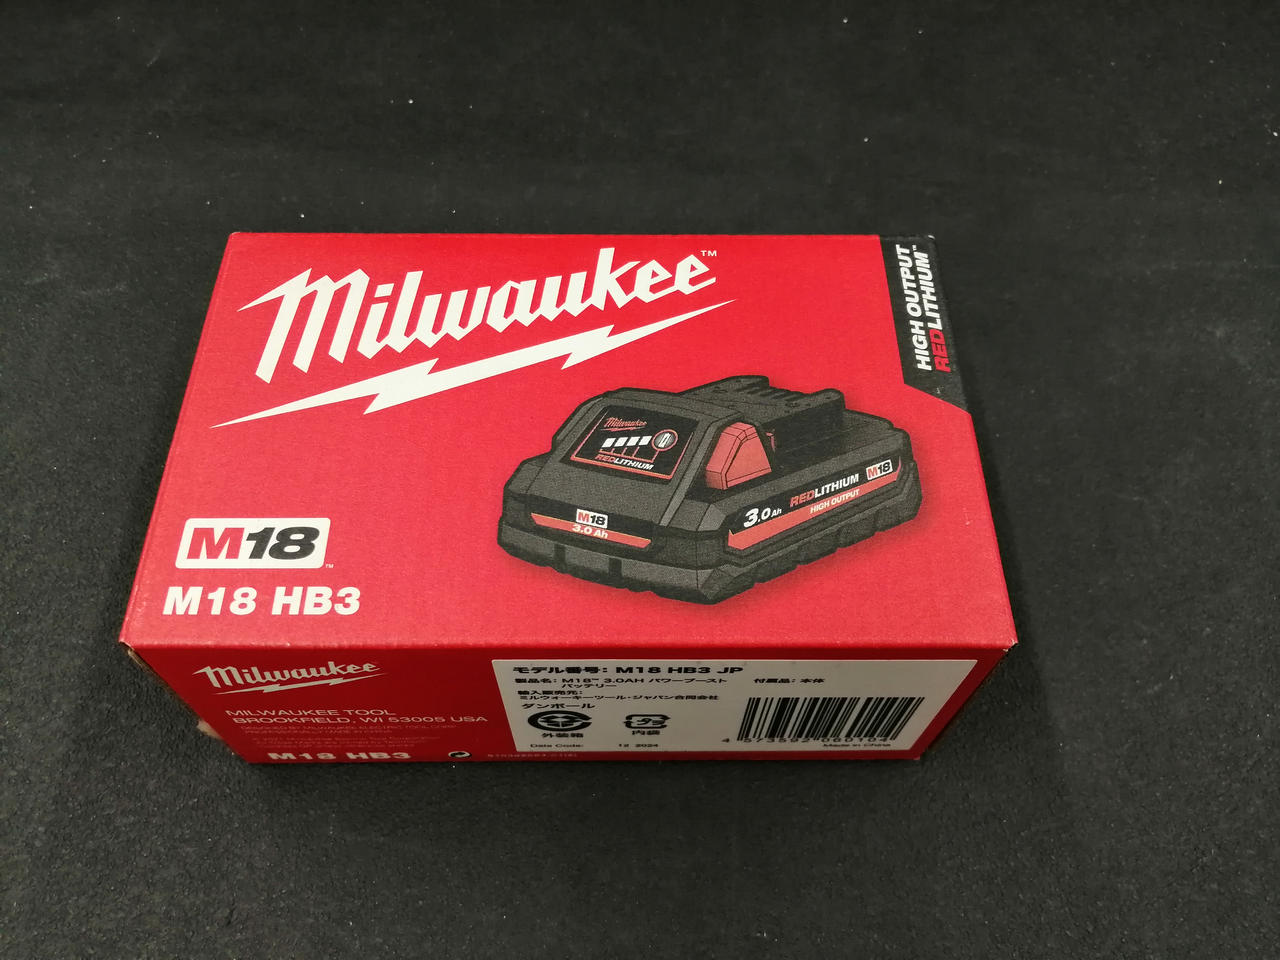 Milwaukee™
HIGH OUTPUT
REDLITHIUM™
Milwaukee
REDLITHIUM
M18
3.0 Ah
3.0 Ah
REDLITHIUM
HIGH OUTPUT
M18
M18™
M18 HB3
Milwaukee
MILWAUKEE TOOL
BROOKFIELD, WI 53005 USA
M18 HB3
モデル番号: M18 HB3 JP
製品名: M18™ 3.0AH パワーブースト
バッテリー
付属品: 本体
輸入販売元:
ミルウォーキーツール・ジャパン合同会社
ダンボール
外装箱
内袋
Date Code: 12 2024
Made in China